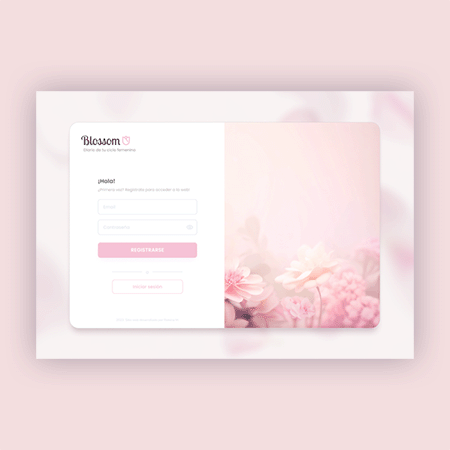 Blossom
Diario de tu ciclo femenino
¡Hola!
¿Primera vez? Regístrate para acceder a la web!
email
contraseña
REGISTRARSE
o
INICIAR SESIÓN